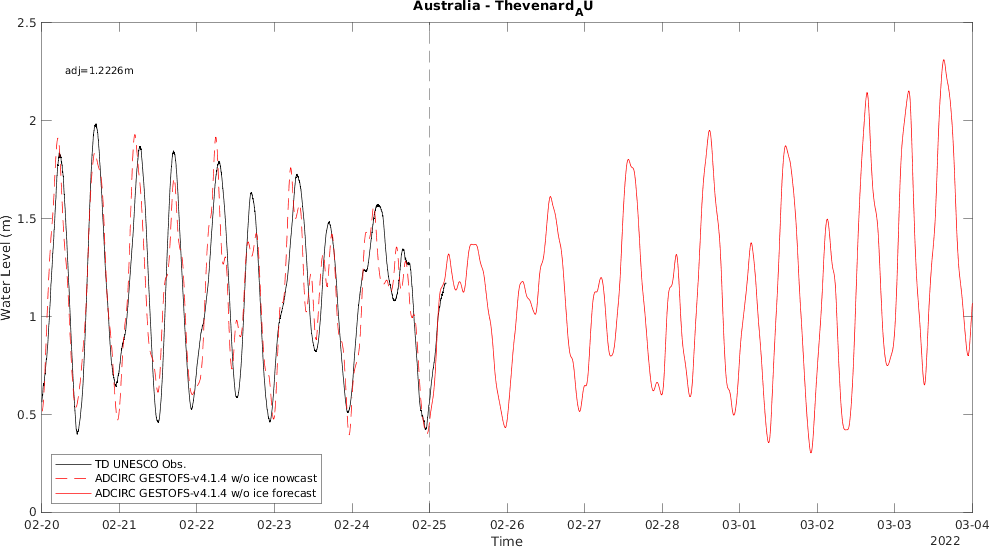 Australia - Thevenard_AU
2.5
adj=1.2226m
2
1.5
Water Level (m)
1
0.5
TD UNESCO Obs.
ADCIRC GESTOFS-v4.1.4 w/o ice nowcast
ADCIRC GESTOFS-v4.1.4 w/o ice forecast
0
02-20 02-21 02-22 02-23 02-24 02-25 02-26 02-27 02-28 03-01 03-02 03-03 03-04
Time
2022